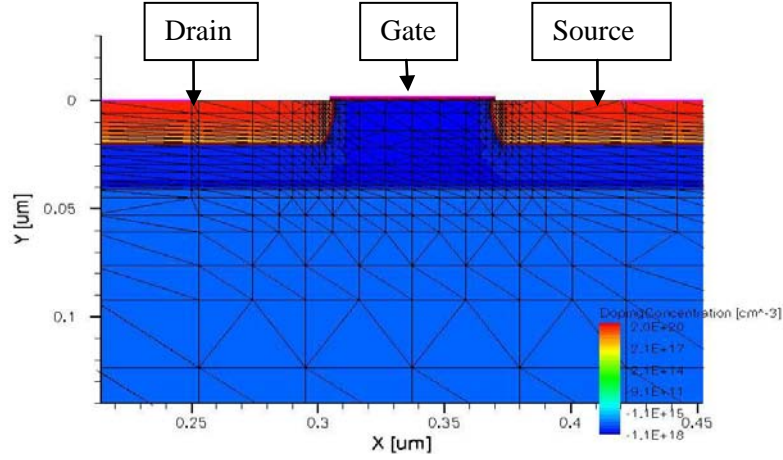 Drain
Gate
Source
0
0.05
0.1
Y [um]
DopingConcentration [cm^-3]
2.0E+20
2.1E+17
2.1E+14
-9.1E+11
-1.1E+15
-1.1E+18
0.25
0.3
0.35
0.4
0.45
X [um]